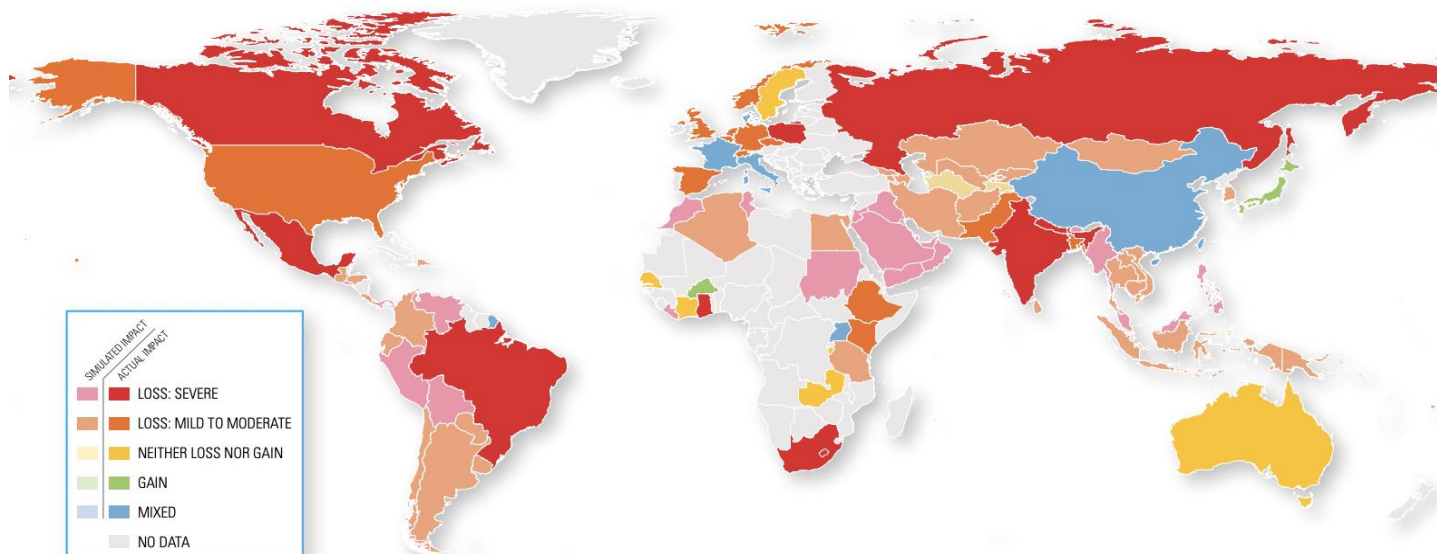 SIMULATED IMPACT
ACTUAL IMPACT
LOSS: SEVERE
LOSS: MILD TO MODERATE
NEITHER LOSS NOR GAIN
GAIN
MIXED
NO DATA